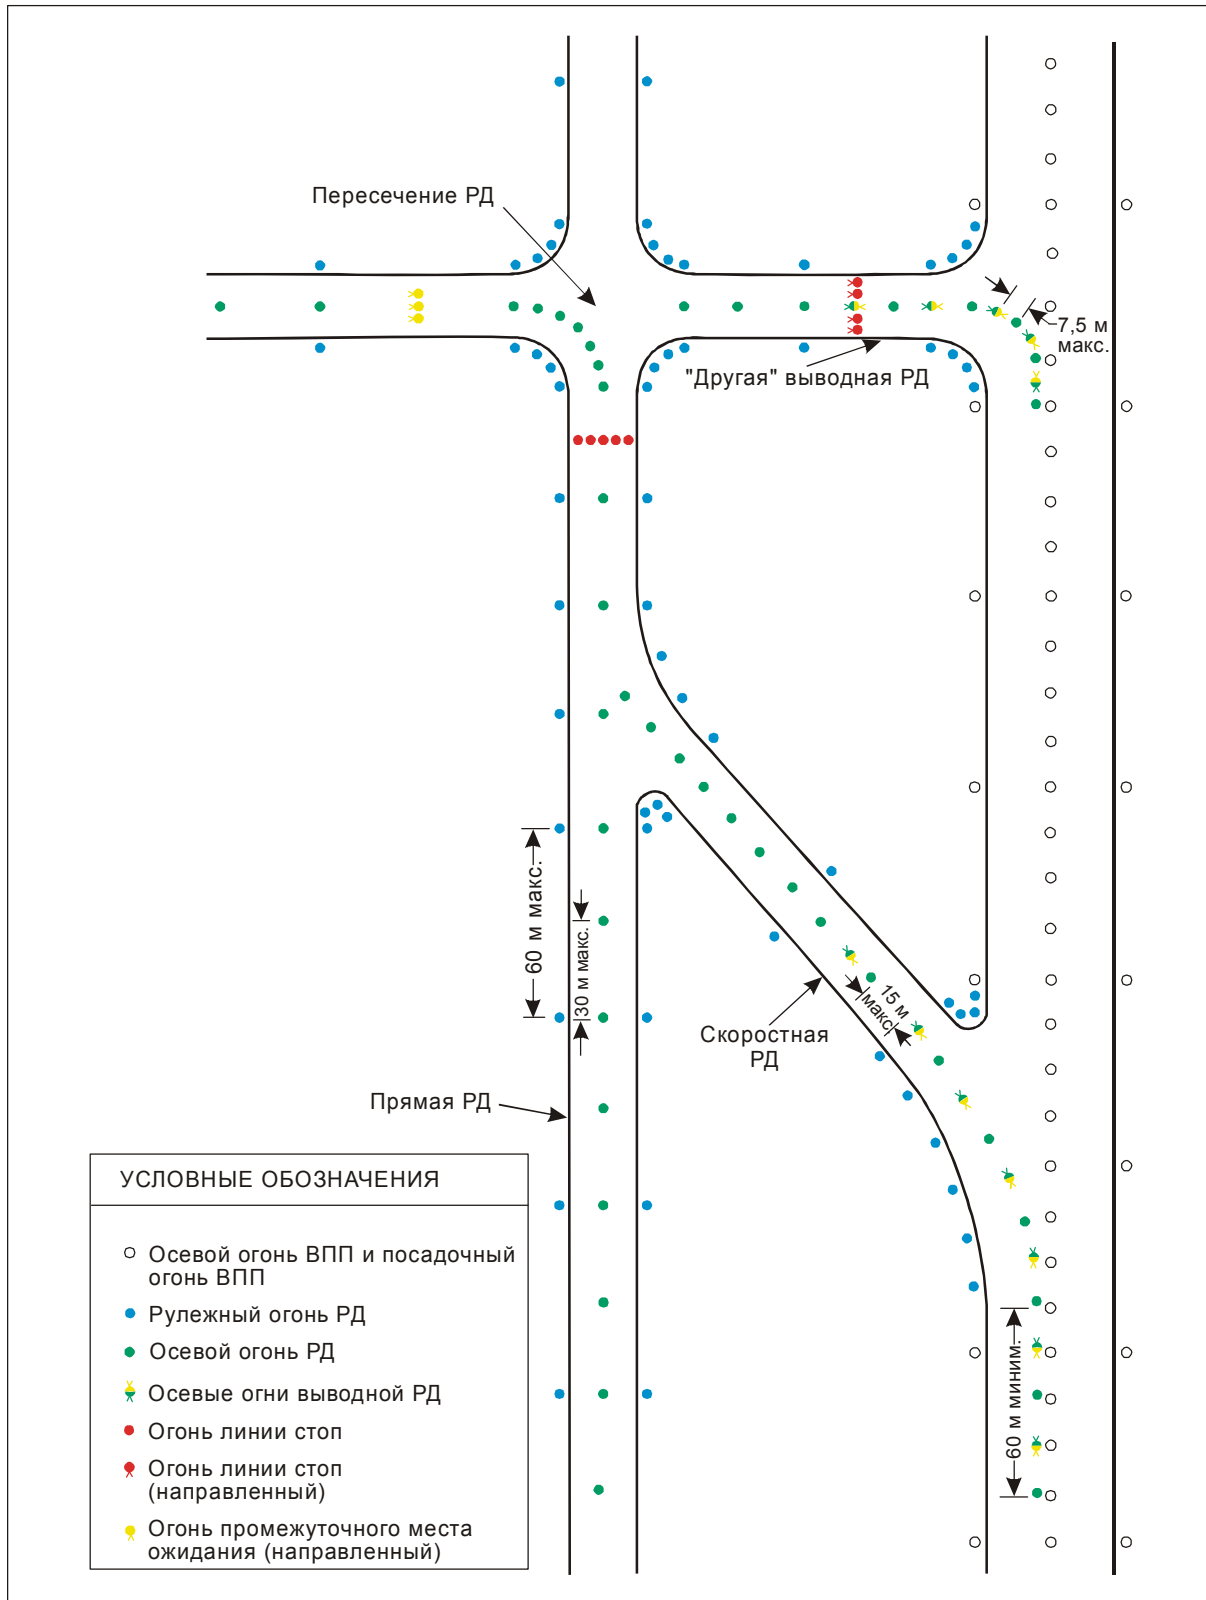 Пересечение РД
7,5 м
макс.
"Другая" выводная РД
60 м макс.
30 м макс.
15 м
макс.
Скоростная
РД
Прямая РД
60 м миним.
УСЛОВНЫЕ ОБОЗНАЧЕНИЯ
Осевой огонь ВПП и посадочный
огонь ВПП
Рулежный огонь РД
Осевой огонь РД
Осевые огни выводной РД
Огонь линии стоп
Огонь линии стоп
(направленный)
Огонь промежуточного места
ожидания (направленный)